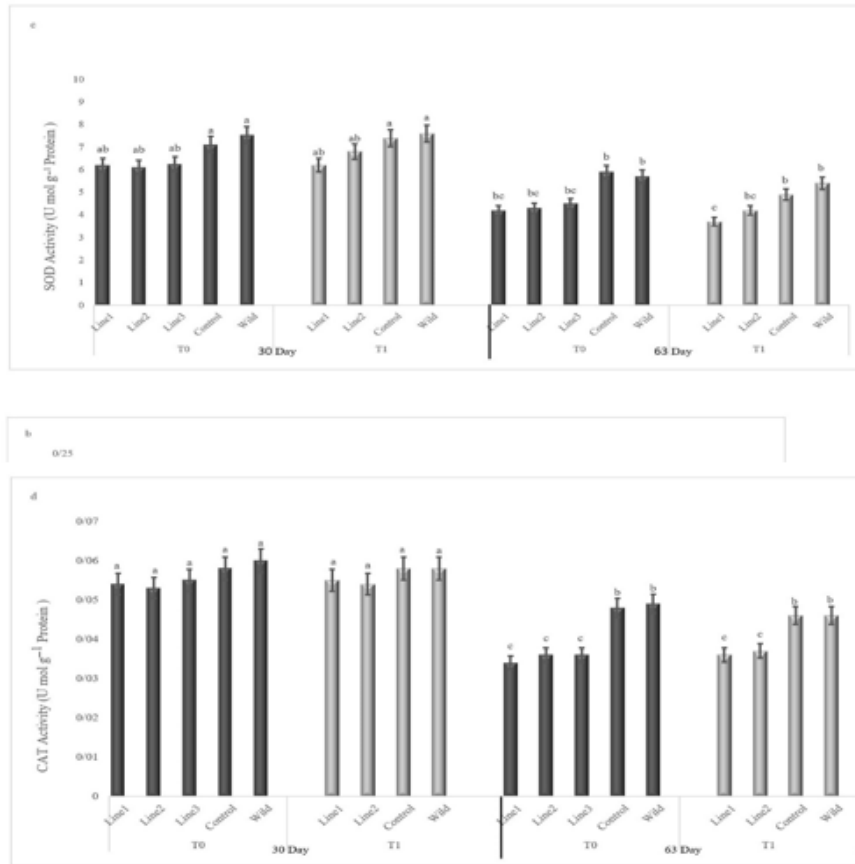 c
SOD Activity (U mol g⁻¹ Protein )
10
9
8
7
6
5
4
3
2
1
0
ab ab ab a a ab ab a a bc bc bc b b c bc b b
Line1 Line2 Line3 Control Wild Line1 Line2 Control Wild Line1 Line2 Line3 Control Wild Line1 Line2 Control Wild
T0 30 Day T1 T0 63 Day T1
b
0/25
d
CAT Activity (U mol g⁻¹ Protein )
0/07
0/06
0/05
0/04
0/03
0/02
0/01
0
a a a a a a a a a c c c b b c c b b
Line1 Line2 Line3 Control Wild Line1 Line2 Control Wild Line1 Line2 Line3 Control Wild Line1 Line2 Control Wild
T0 30 Day T1 T0 63 Day T1